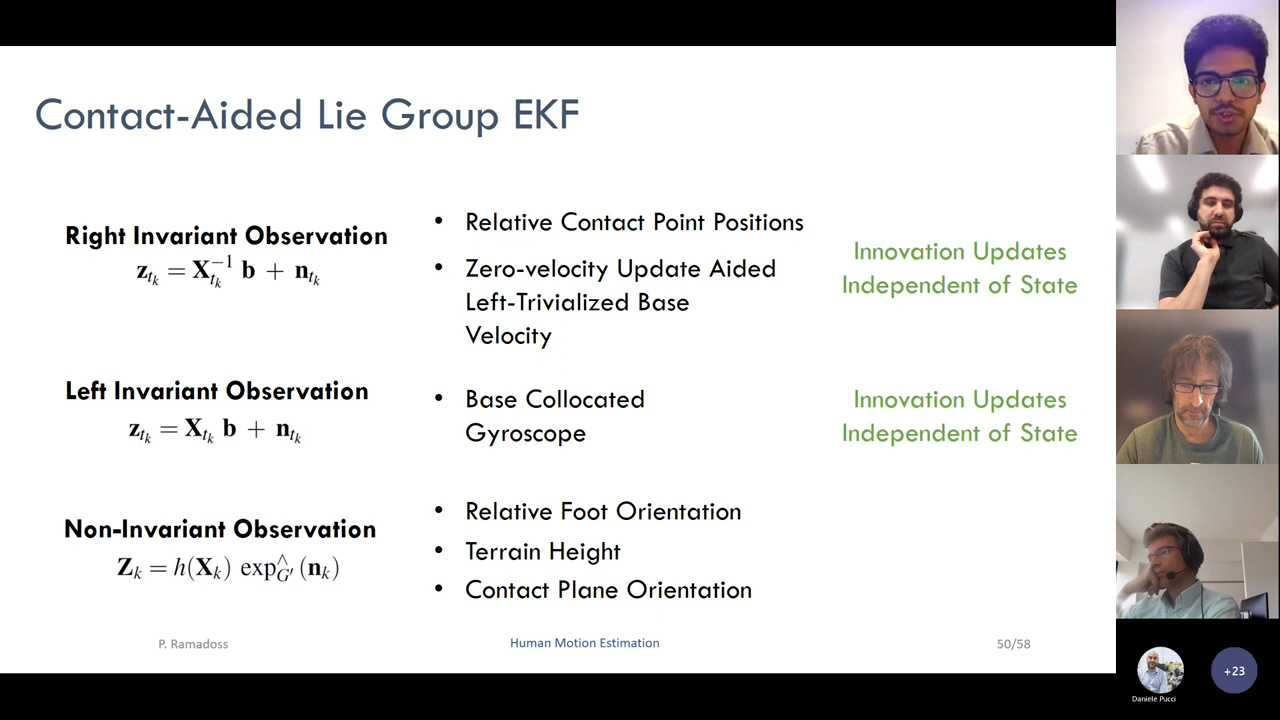 Contact-Aided Lie Group EKF
Right Invariant Observation
𝐳_{t_k} = 𝐗_{t_k}^{-1} 𝐛 + 𝐧_{t_k}
• Relative Contact Point Positions
• Zero-velocity Update Aided
Left-Trivialized Base
Velocity
Innovation Updates
Independent of State
Left Invariant Observation
𝐳_{t_k} = 𝐗_{t_k} 𝐛 + 𝐧_{t_k}
• Base Collocated
Gyroscope
Innovation Updates
Independent of State
Non-Invariant Observation
𝐙_k = h(𝐗_k) exp^∧_{G′}(𝐧_k)
• Relative Foot Orientation
• Terrain Height
• Contact Plane Orientation
P. Ramadoss
Human Motion Estimation
50/58
Daniele Pucci
+23